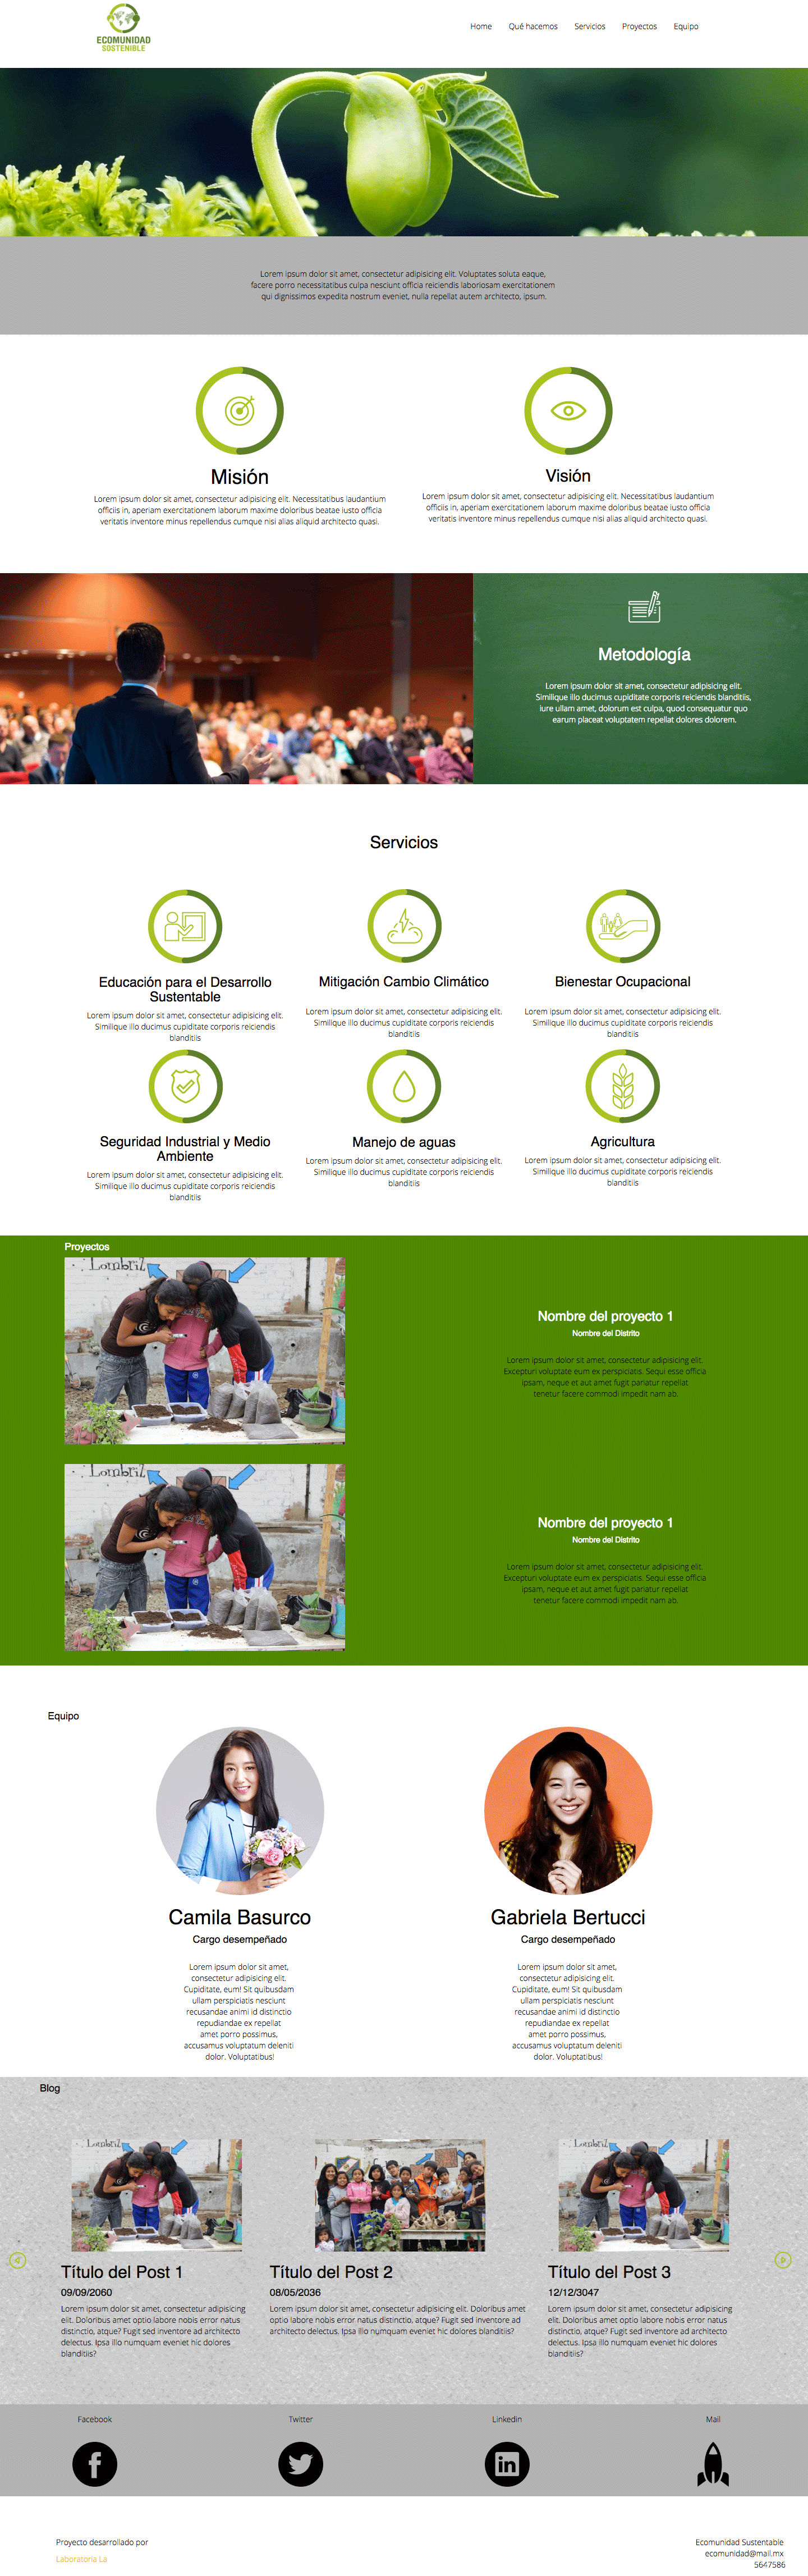 ECOMUNIDAD
SOSTENIBLE
Home Qué hacemos Servicios Proyectos Equipo
Lorem ipsum dolor sit amet, consectetur adipisicing elit. Voluptates soluta eaque,
facere porro necessitatibus culpa nesciunt officia reiciendis laboriosam exercitationem
qui dignissimos expedita nostrum eveniet, nulla repellat autem architecto, ipsum.
Misión
Lorem ipsum dolor sit amet, consectetur adipisicing elit. Necessitatibus laudantium
officiis in, aperiam exercitationem laborum maxime doloribus beatae iusto officia
veritatis inventore minus repellendus cumque nisi alias aliquid architecto quasi.
Visión
Lorem ipsum dolor sit amet, consectetur adipisicing elit. Necessitatibus laudantium
officiis in, aperiam exercitationem laborum maxime doloribus beatae iusto officia
veritatis inventore minus repellendus cumque nisi alias aliquid architecto quasi.
Metodología
Lorem ipsum dolor sit amet, consectetur adipisicing elit.
Similique illo ducimus cupiditate corporis reiciendis blanditiis,
iure ullam amet, dolorum est culpa, quod consequatur quo
earum placeat voluptatem repellat dolores dolorem.
Servicios
Educación para el Desarrollo
Sustentable
Lorem ipsum dolor sit amet, consectetur adipisicing elit.
Similique illo ducimus cupiditate corporis reiciendis
blanditiis
Mitigación Cambio Climático
Lorem ipsum dolor sit amet, consectetur adipisicing elit.
Similique illo ducimus cupiditate corporis reiciendis
blanditiis
Bienestar Ocupacional
Lorem ipsum dolor sit amet, consectetur adipisicing elit.
Similique illo ducimus cupiditate corporis reiciendis
blanditiis
Seguridad Industrial y Medio
Ambiente
Lorem ipsum dolor sit amet, consectetur adipisicing elit.
Similique illo ducimus cupiditate corporis reiciendis
blanditiis
Manejo de aguas
Lorem ipsum dolor sit amet, consectetur adipisicing elit.
Similique illo ducimus cupiditate corporis reiciendis
blanditiis
Agricultura
Lorem ipsum dolor sit amet, consectetur adipisicing elit.
Similique illo ducimus cupiditate corporis reiciendis
blanditiis
Proyectos
Lombriz
Nombre del proyecto 1
Nombre del Distrito
Lorem ipsum dolor sit amet, consectetur adipisicing elit.
Excepturi voluptate eum ex perspiciatis. Sequi esse officia
ipsam, neque et aut amet fugit pariatur repellat
tenetur facere commodi impedit nam ab.
Lombriz
Nombre del proyecto 1
Nombre del Distrito
Lorem ipsum dolor sit amet, consectetur adipisicing elit.
Excepturi voluptate eum ex perspiciatis. Sequi esse officia
ipsam, neque et aut amet fugit pariatur repellat
tenetur facere commodi impedit nam ab.
Equipo
Camila Basurco
Cargo desempeñado
Lorem ipsum dolor sit amet,
consectetur adipisicing elit.
Cupiditate, eum! Sit quibusdam
ullam perspiciatis nesciunt
recusandae animi id distinctio
repudiandae ex repellat
amet porro possimus,
accusamus voluptatum deleniti
dolor. Voluptatibus!
Gabriela Bertucci
Cargo desempeñado
Lorem ipsum dolor sit amet,
consectetur adipisicing elit.
Cupiditate, eum! Sit quibusdam
ullam perspiciatis nesciunt
recusandae animi id distinctio
repudiandae ex repellat
amet porro possimus,
accusamus voluptatum deleniti
dolor. Voluptatibus!
Blog
Lombriz
Título del Post 1
09/09/2060
Lorem ipsum dolor sit amet, consectetur adipisicing
elit. Doloribus amet optio labore nobis error natus
distinctio, atque? Fugit sed inventore ad architecto
delectus. Ipsa illo numquam eveniet hic dolores
blanditiis?
Título del Post 2
08/05/2036
Lorem ipsum dolor sit amet, consectetur adipisicing elit. Doloribus amet
optio labore nobis error natus distinctio, atque? Fugit sed inventore ad
architecto delectus. Ipsa illo numquam eveniet hic dolores blanditiis?
Lombriz
Título del Post 3
12/12/3047
Lorem ipsum dolor sit amet, consectetur adipisicing
elit. Doloribus amet optio labore nobis error natus
distinctio, atque? Fugit sed inventore ad architecto
delectus. Ipsa illo numquam eveniet hic dolores
blanditiis?
Facebook Twitter Linkedin Mail
Proyecto desarrollado por
Laboratoria La
Ecomunidad Sustentable
ecomunidad@mail.mx
5647586